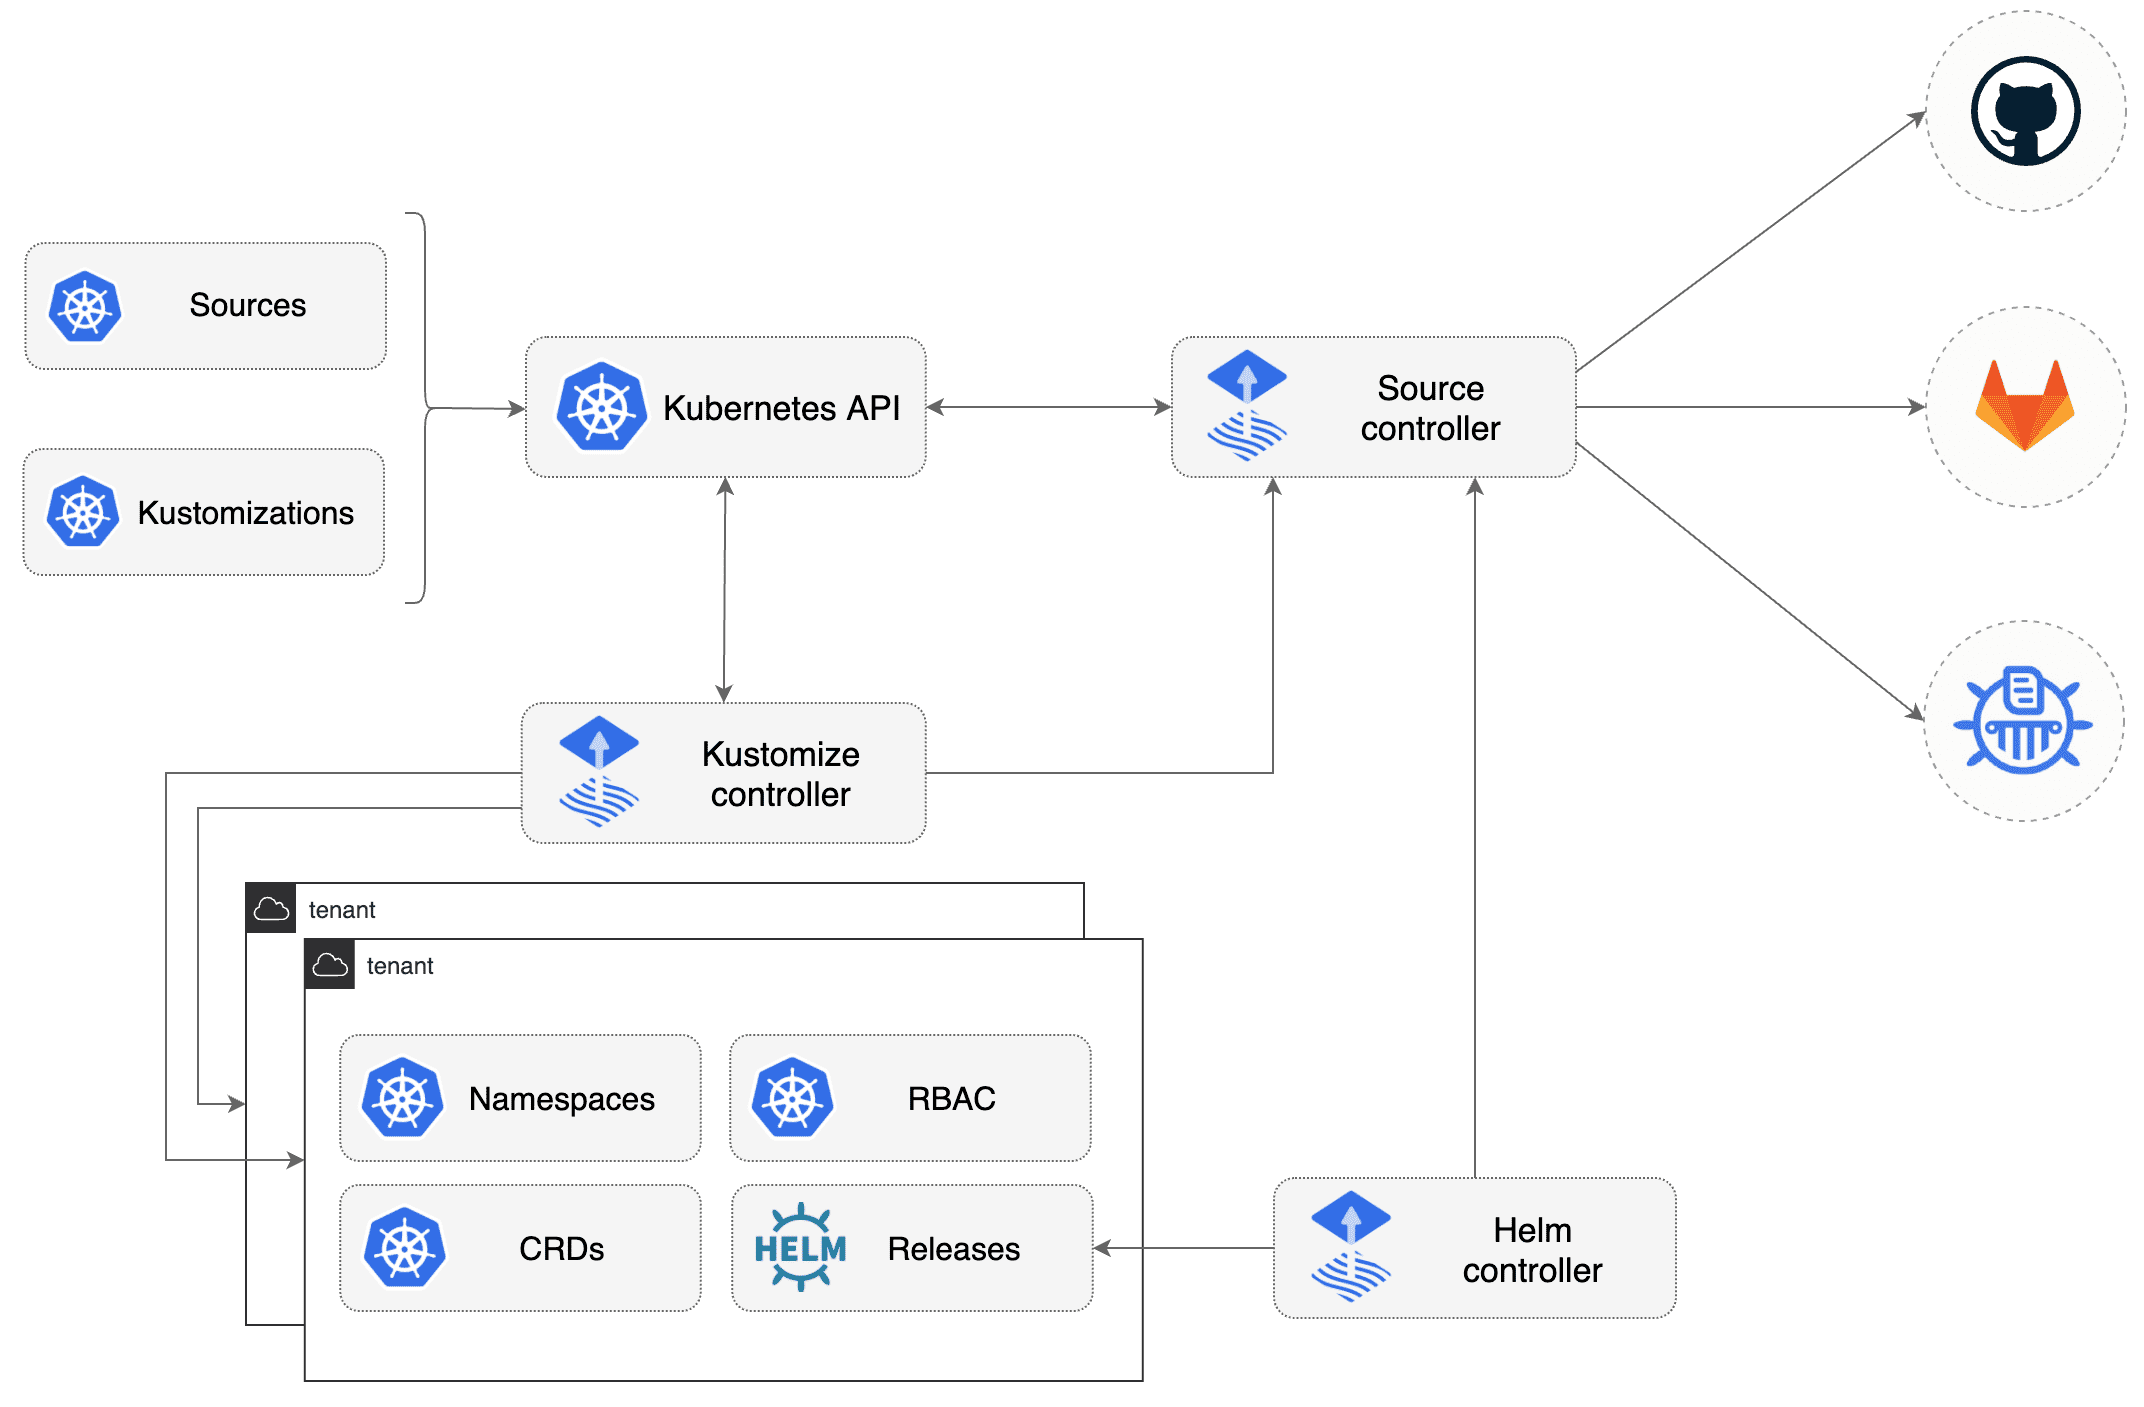 Sources
Kustomizations
Kubernetes API
Source
controller
Kustomize
controller
tenant
tenant
Namespaces
RBAC
CRDs
HELM
Releases
Helm
controller